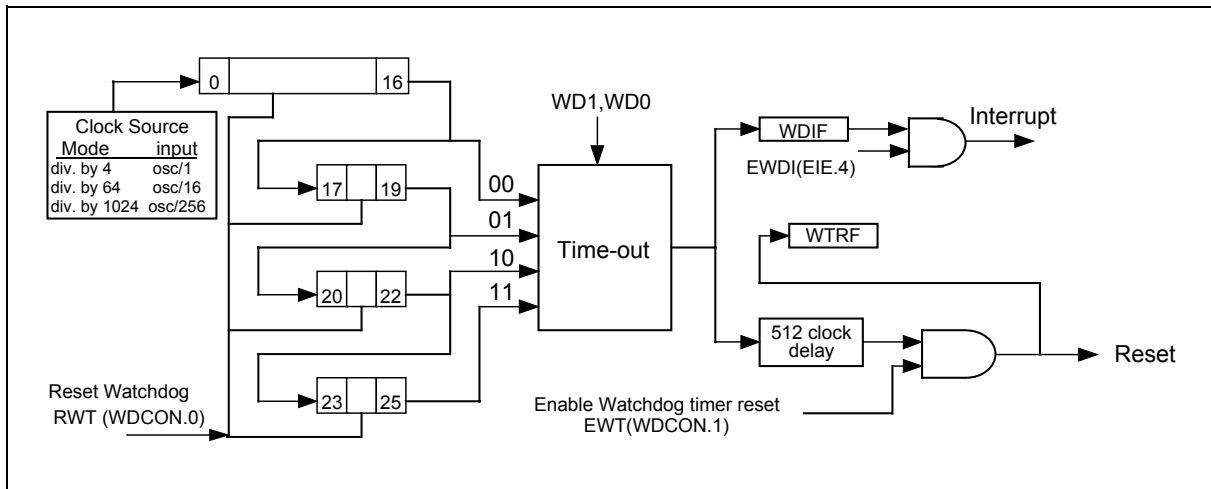 0 16
Clock Source
Mode input
div. by 4 osc/1
div. by 64 osc/16
div. by 1024 osc/256
17 19
20 22
23 25
Reset Watchdog
RWT (WDCON.0)
WD1,WD0
00
01
10
11
Time-out
WDIF
EWDI(EIE.4)
Interrupt
WTRF
512 clock
delay
Enable Watchdog timer reset
EWT(WDCON.1)
Reset